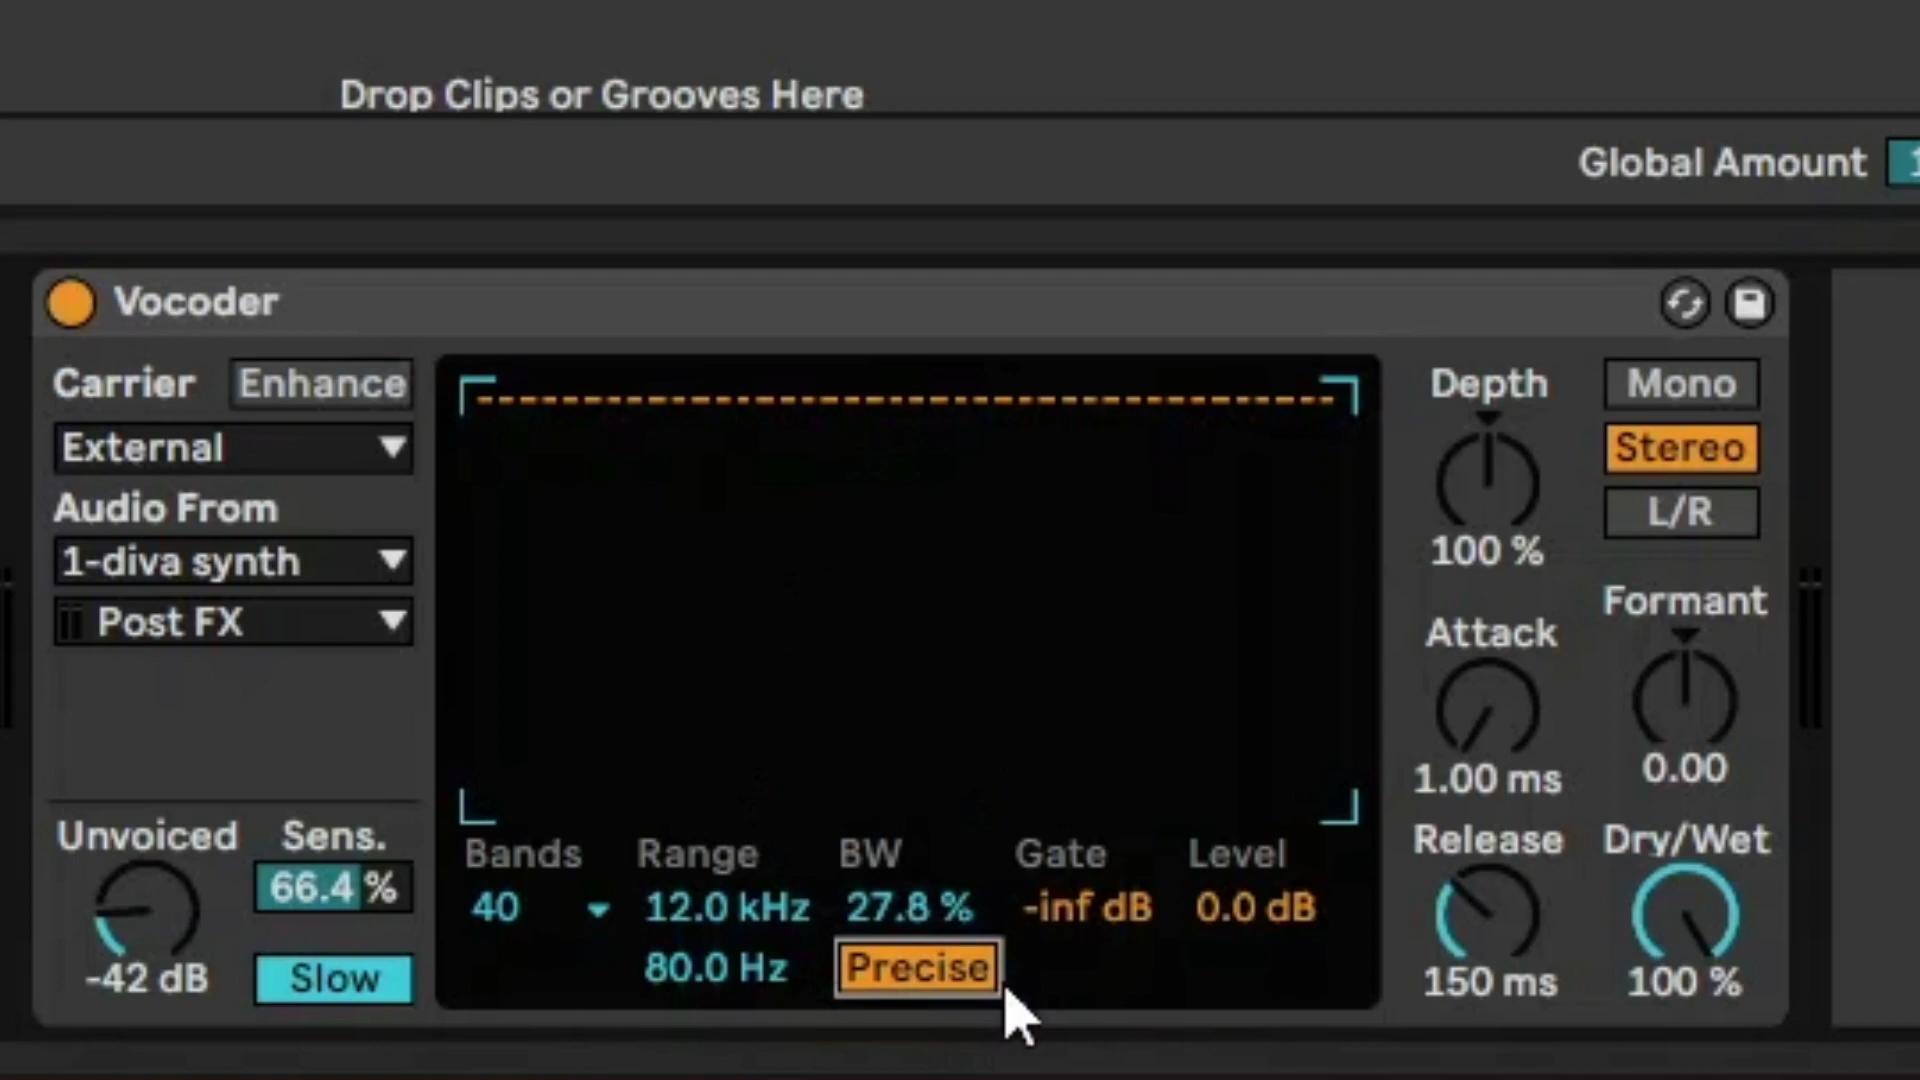 Drop Clips or Grooves Here
Global Amount
Vocoder
Carrier Enhance
External
Audio From
1-diva synth
Post FX
Unvoiced Sens.
66.4 %
-42 dB
Slow
Bands Range BW Gate Level
40 12.0 kHz 27.8 % -inf dB 0.0 dB
80.0 Hz Precise
Depth
100 %
Mono
Stereo
L/R
Attack
1.00 ms
Formant
0.00
Release
150 ms
Dry/Wet
100 %